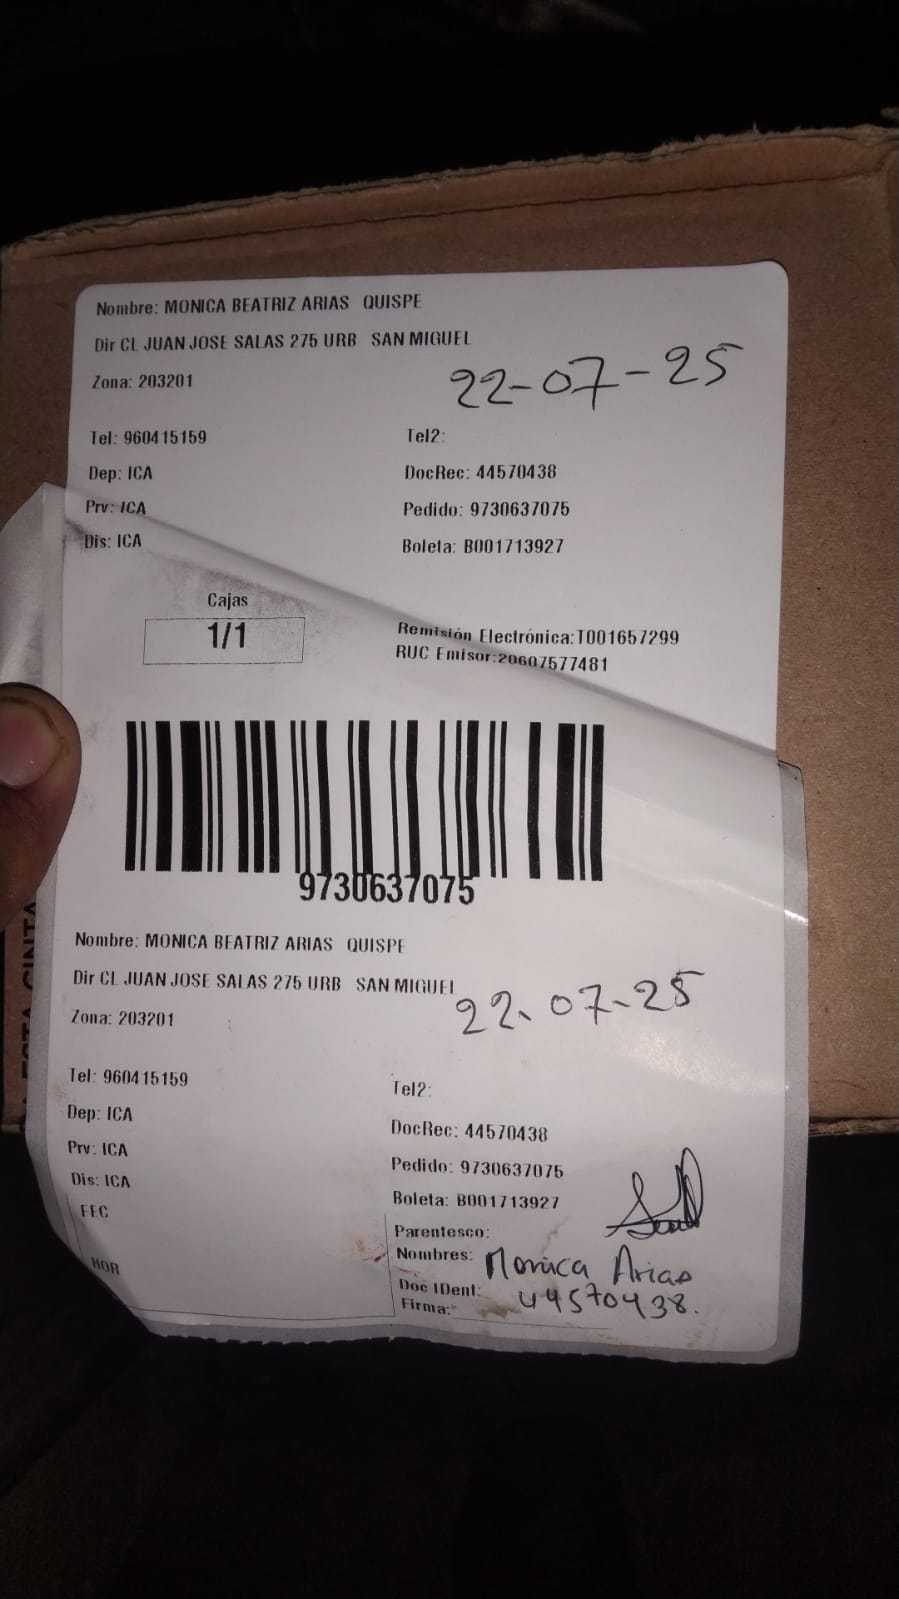 Nombre: MONICA BEATRIZ ARIAS QUISPE
Dir CL JUAN JOSE SALAS 275 URB SAN MIGUEL
22-07-25
Zona: 203201
Tel: 960415159 Tel2:
Dep: ICA DocRec: 44570438
Prv: ICA Pedido: 9730637075
Dis: ICA Boleta: B001713927
Cajas
1/1
Remisión Electrónica:T001657299
RUC Emisor:20607577481
9730637075
Nombre: MONICA BEATRIZ ARIAS QUISPE
Dir CL JUAN JOSE SALAS 275 URB SAN MIGUEL
22-07-25
Zona: 203201
Tel: 960415159 Tel2:
Dep: ICA DocRec: 44570438
Prv: ICA Pedido: 9730637075
Dis: ICA Boleta: B001713927
FEC Parentesco:
Nombres: Monica Arias
HOR Doc IDent: 44570438.
Firma:
ESTA CINTA